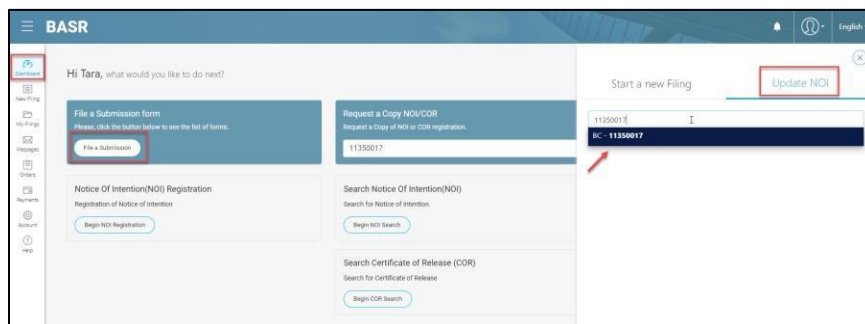 BASR
English
Dashboard
New Filing
My Filings
Messages
Orders
Payments
Account
Help
Hi Tara, what would you like to do next?
File a Submission form
Please, click the button below to see the list of forms.
File a Submission
Request a Copy NOI/COR
Request a Copy of NOI or COR registration.
11350017
Notice Of Intention(NOI) Registration
Registration of Notice of Intention
Begin NOI Registration
Search Notice Of Intention(NOI)
Search for Notice of Intention
Begin NOI Search
Search Certificate of Release (COR)
Search for Certificate of Release
Begin COR Search
Start a new Filing
Update NOI
11350017
BC - 11350017